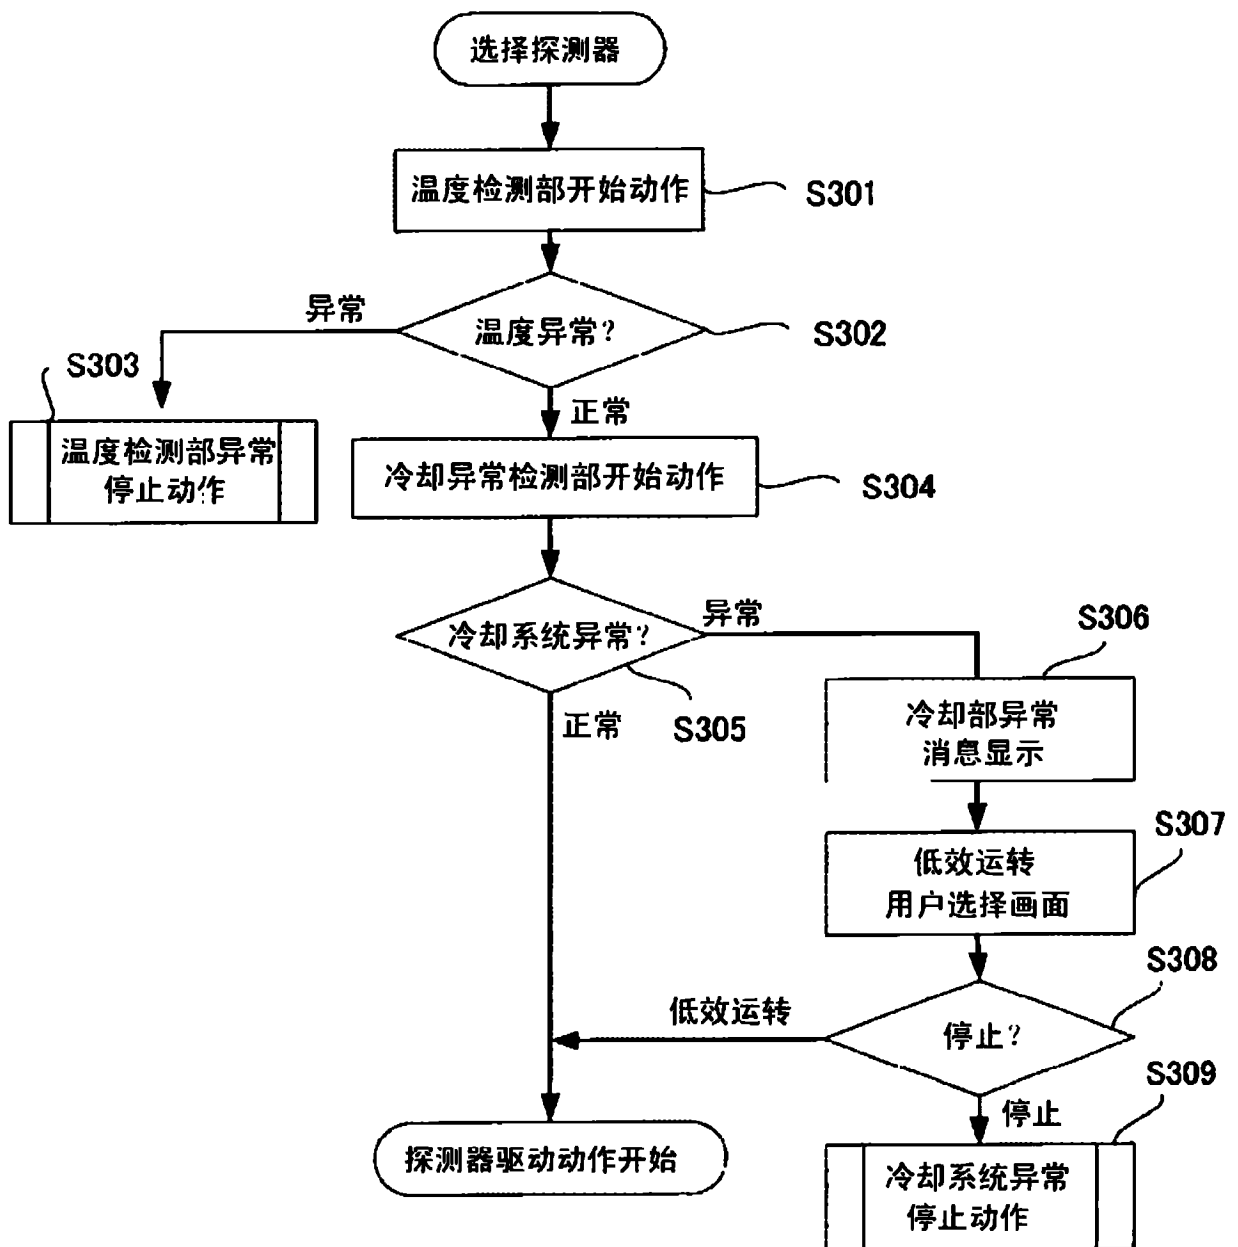 选择探测器
温度检测部开始动作
S301
异常
温度异常?
S302
S303
正常
温度检测部异常
停止动作
冷却异常检测部开始动作
S304
冷却系统异常?
异常
S306
正常
S305
冷却部异常
消息显示
S307
低效运转
用户选择画面
S308
低效运转
停止?
S309
停止
探测器驱动动作开始
冷却系统异常
停止动作